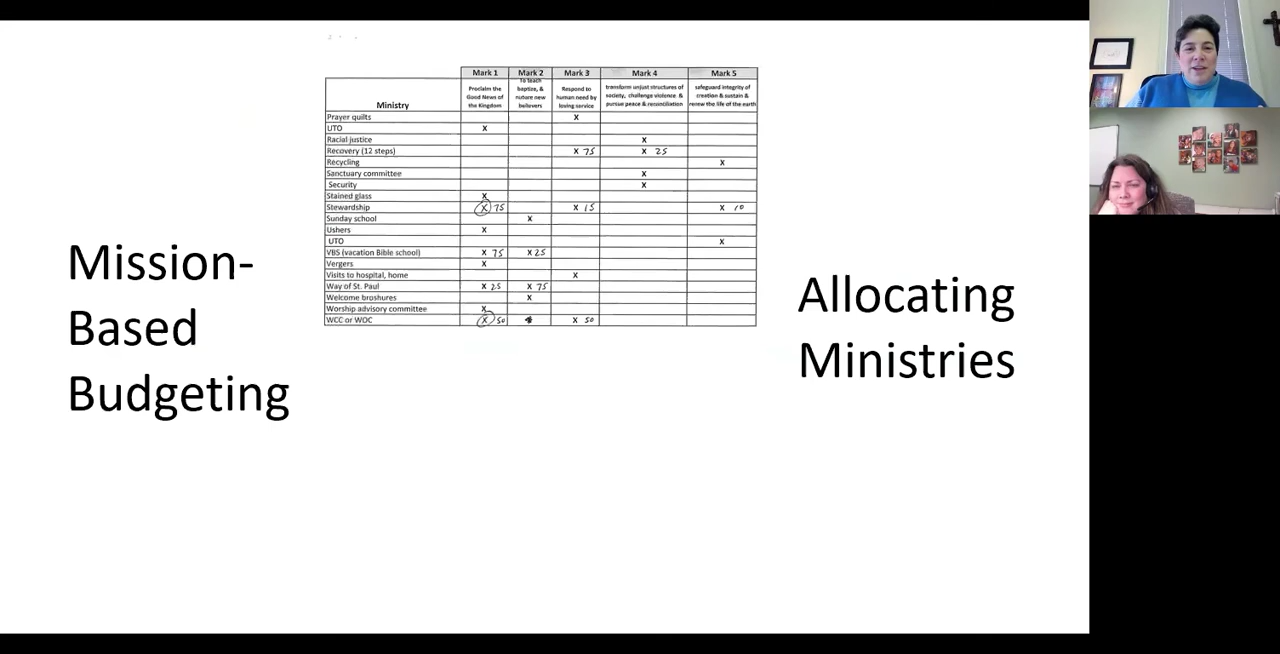 Mark 1 Mark 2 Mark 3 Mark 4 Mark 5
Ministry
Proclaim the
Good News of
the Kingdom
To teach
baptize, &
nuture new
believers
Respond to
human need by
loving service
transform unjust structures of
society, challenge violence &
pursue peace & reconciliation
safeguard integrity of
creation & sustain &
renew the life of the earth
Prayer quilts X
UTO X
Racial justice X
Recovery (12 steps) X 75 X 25
Recycling X
Sanctuary committee X
Security X
Stained glass X
Stewardship X 75 X 15 X 10
Sunday school X
Ushers X
UTO X
VBS (vacation Bible school) X 75 X 25
Vergers X
Visits to hospital, home X
Way of St. Paul X 25 X 75
Welcome broshures X
Worship advisory committee X
WCC or WOC X 50 X 50
Mission-
Based
Budgeting
Allocating
Ministries